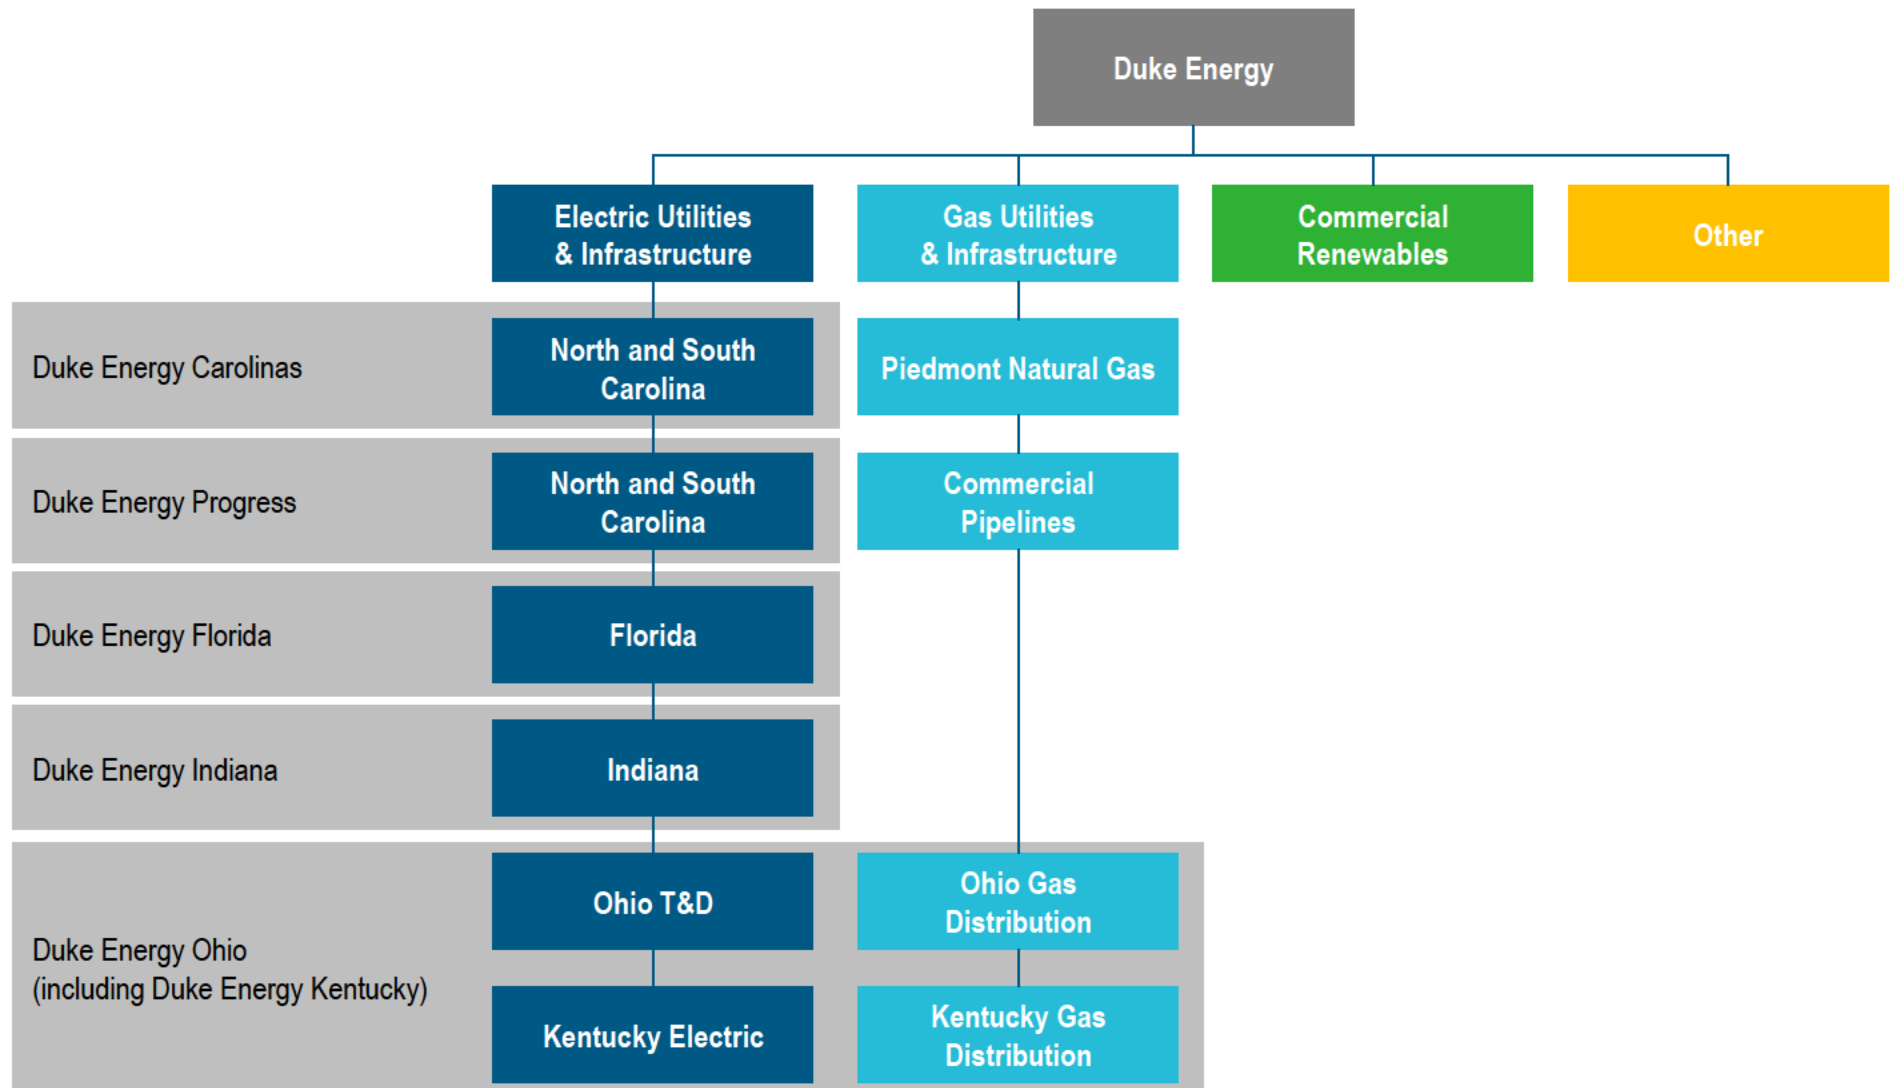 Duke Energy
Electric Utilities
& Infrastructure
Gas Utilities
& Infrastructure
Commercial
Renewables
Other
Duke Energy Carolinas
North and South
Carolina
Piedmont Natural Gas
Duke Energy Progress
North and South
Carolina
Commercial
Pipelines
Duke Energy Florida
Florida
Duke Energy Indiana
Indiana
Duke Energy Ohio
(including Duke Energy Kentucky)
Ohio T&D
Ohio Gas
Distribution
Kentucky Electric
Kentucky Gas
Distribution